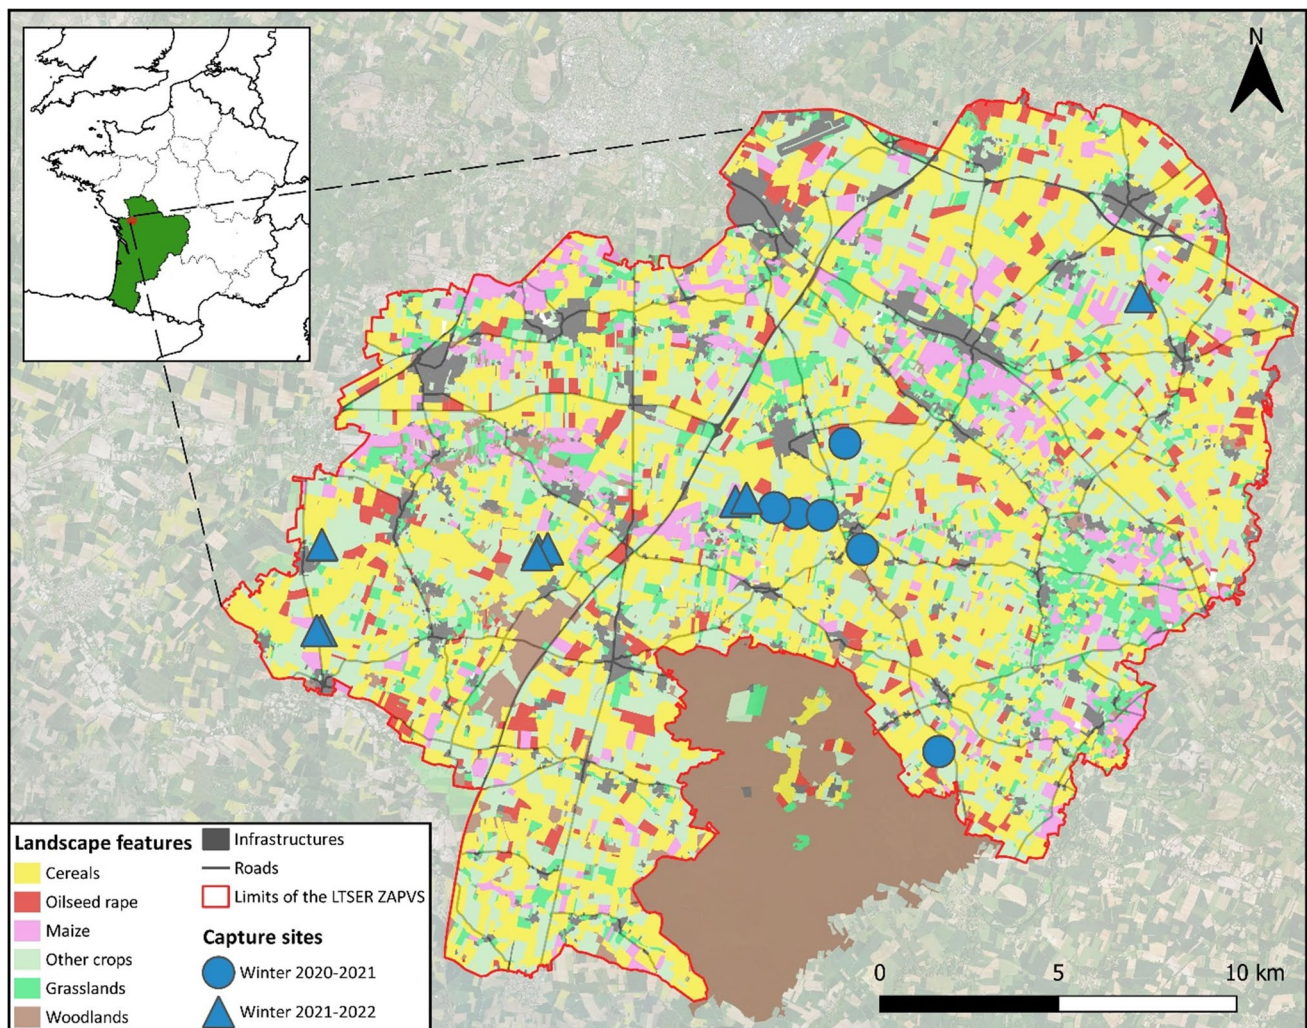 N
Landscape features
Cereals
Oilseed rape
Maize
Other crops
Grasslands
Woodlands
Infrastructures
Roads
Limits of the LTSER ZAPVS
Capture sites
Winter 2020-2021
Winter 2021-2022
0 5 10 km